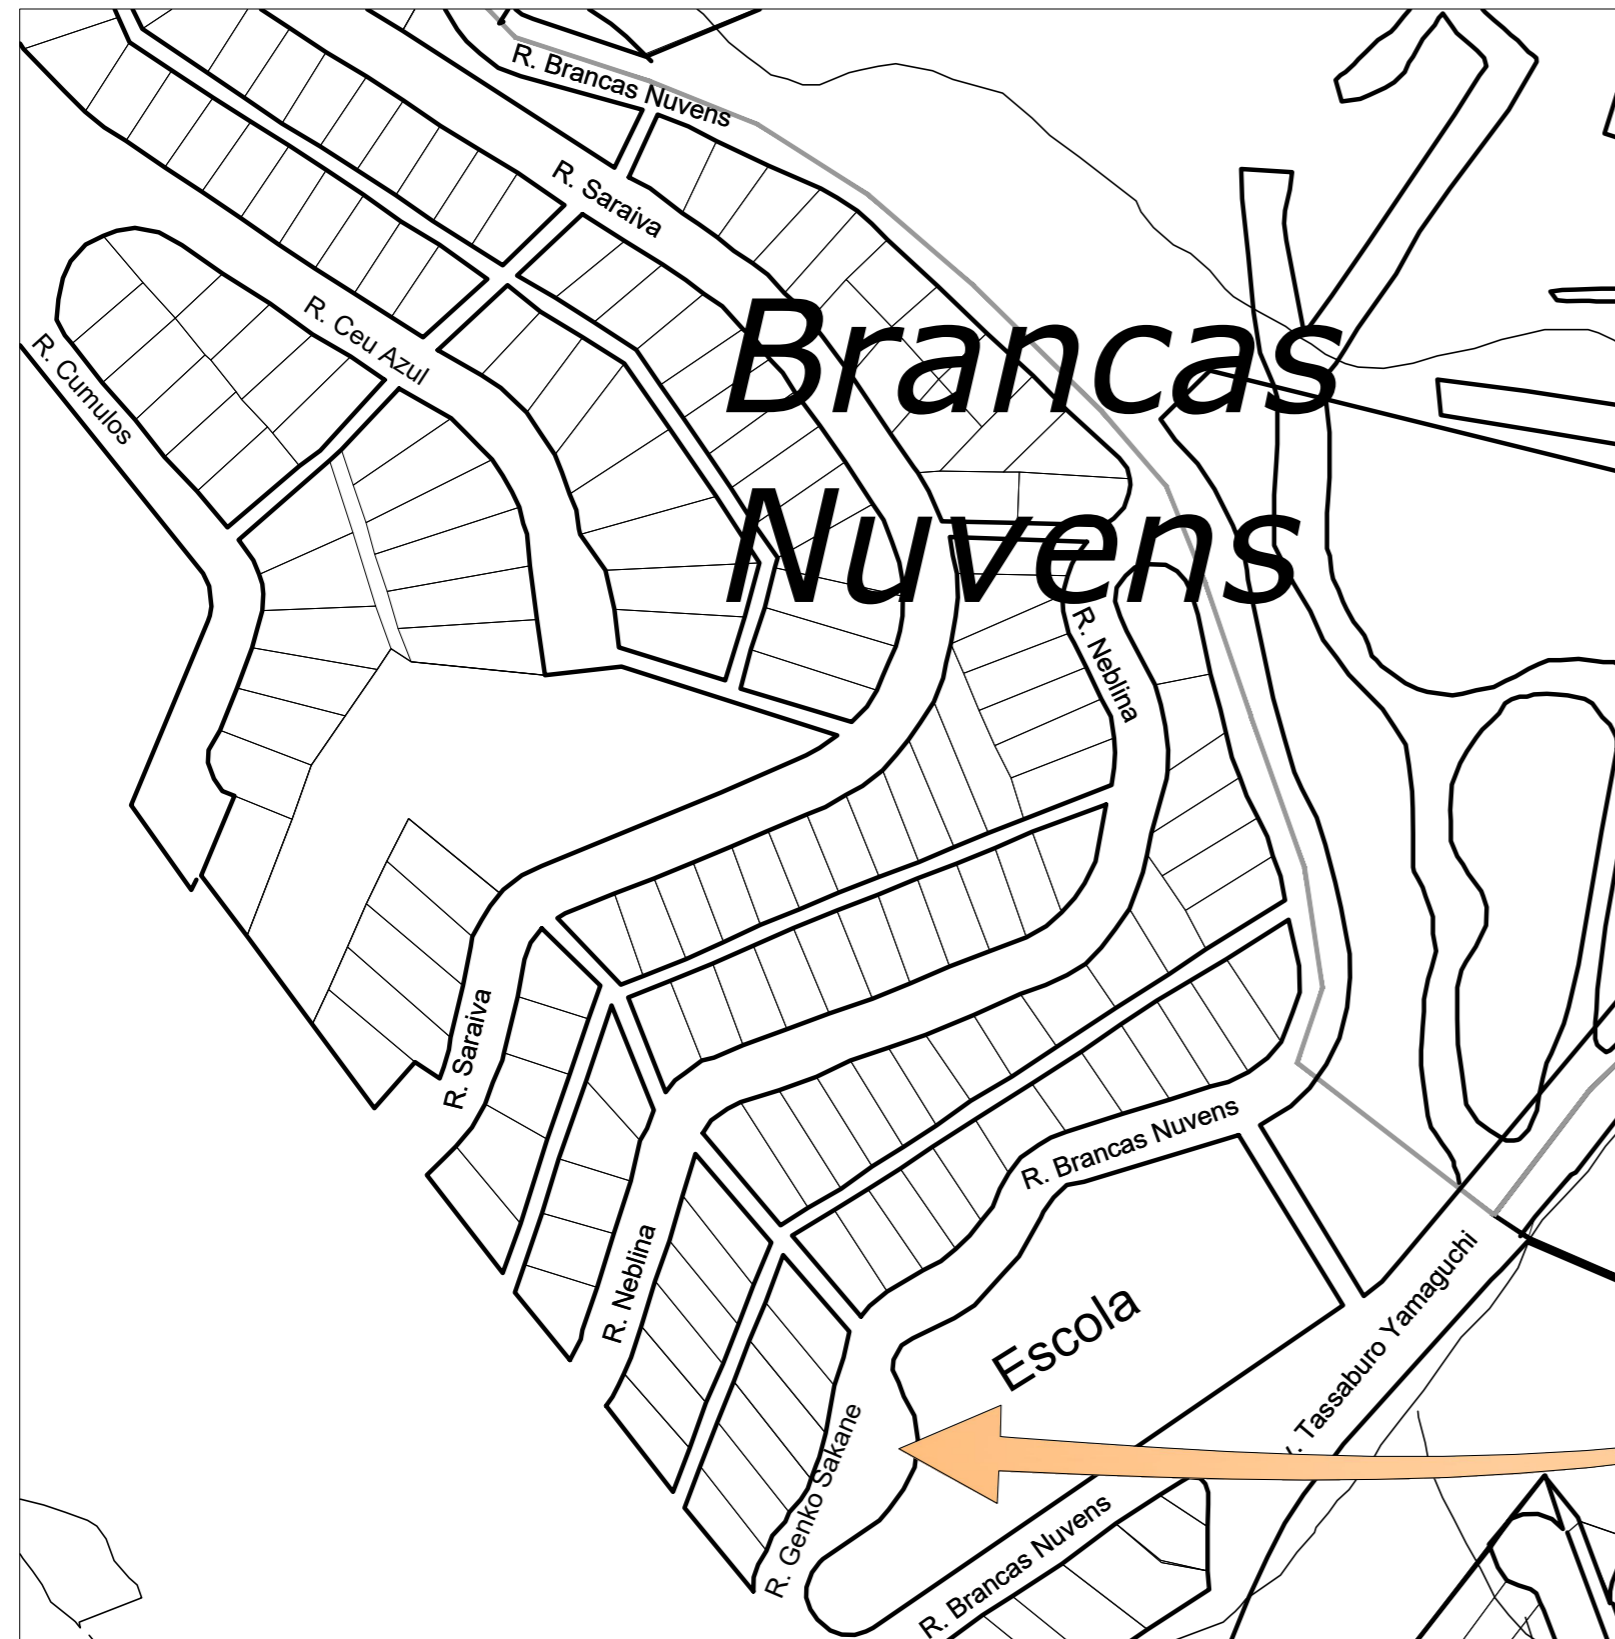 R. Brancas Nuvens
R. Saraiva
R. Ceu Azul
R. Cumulos
Brancas
Nuvens
R. Neblina
R. Saraiva
R. Brancas Nuvens
R. Neblina
Escola
. Tassaburo Yamaguchi
R. Genko Sakane
R. Brancas Nuvens